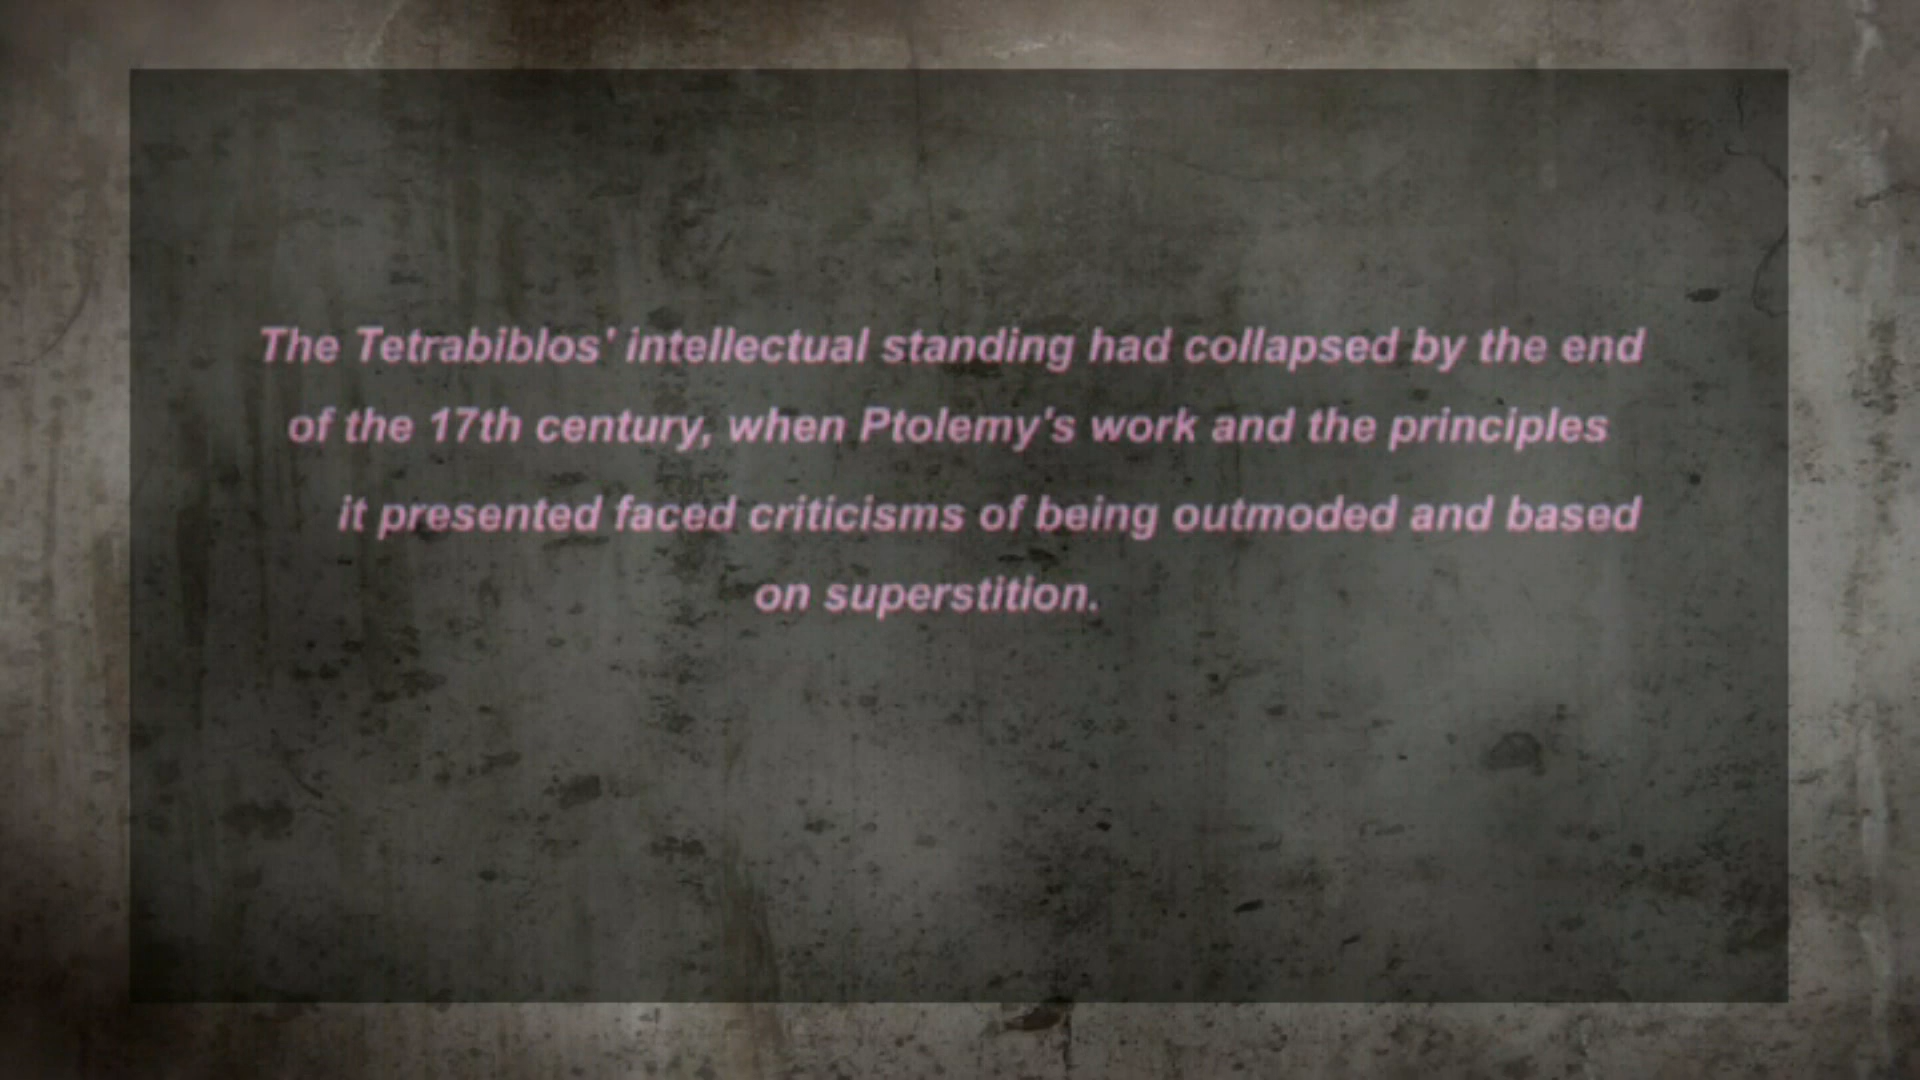 The Tetrabiblos' intellectual standing had collapsed by the end
of the 17th century, when Ptolemy's work and the principles
it presented faced criticisms of being outmoded and based
on superstition.